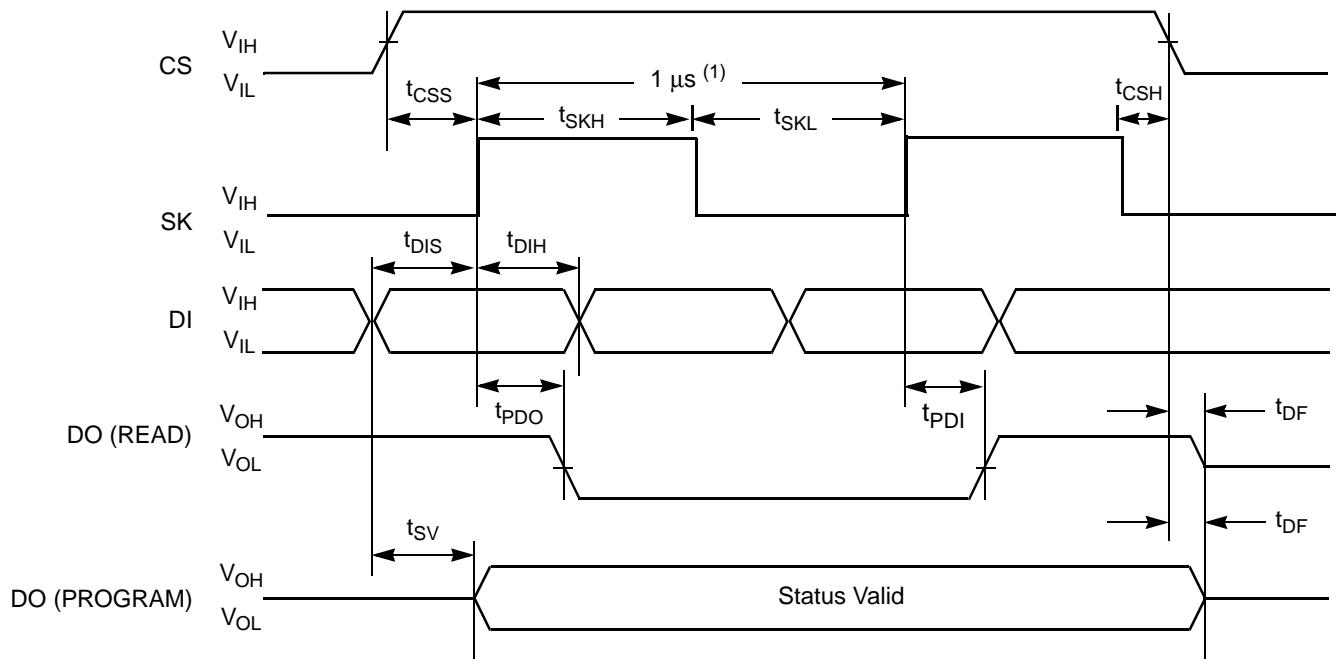 CS
V_IH
V_IL
t_CSS
1 μs (1)
t_CSH
t_SKH
t_SKL
SK
V_IH
V_IL
t_DIS
t_DIH
DI
V_IH
V_IL
t_PDO
t_PDI
t_DF
DO (READ)
V_OH
V_OL
t_SV
t_DF
DO (PROGRAM)
V_OH
V_OL
Status Valid